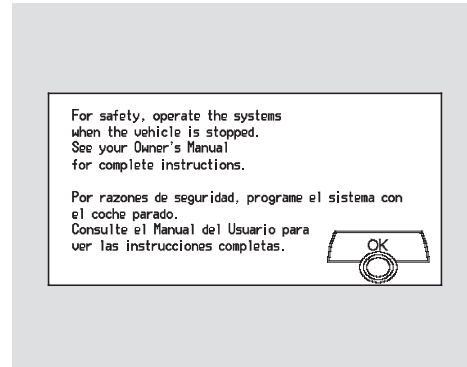 For safety, operate the systems
when the vehicle is stopped.
See your Owner's Manual
for complete instructions.
Por razones de seguridad, programe el sistema con
el coche parado.
Consulte el Manual del Usuario para
ver las instrucciones completas.
OK